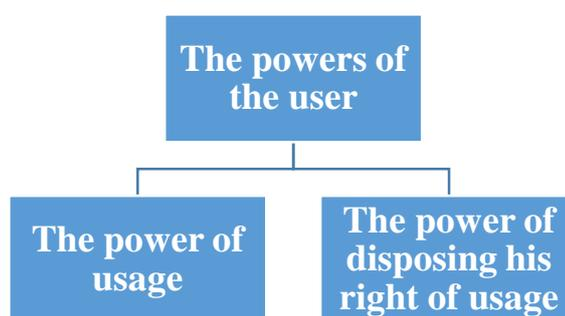 The powers of
the user
The power of
usage
The power of
disposing his
right of usage